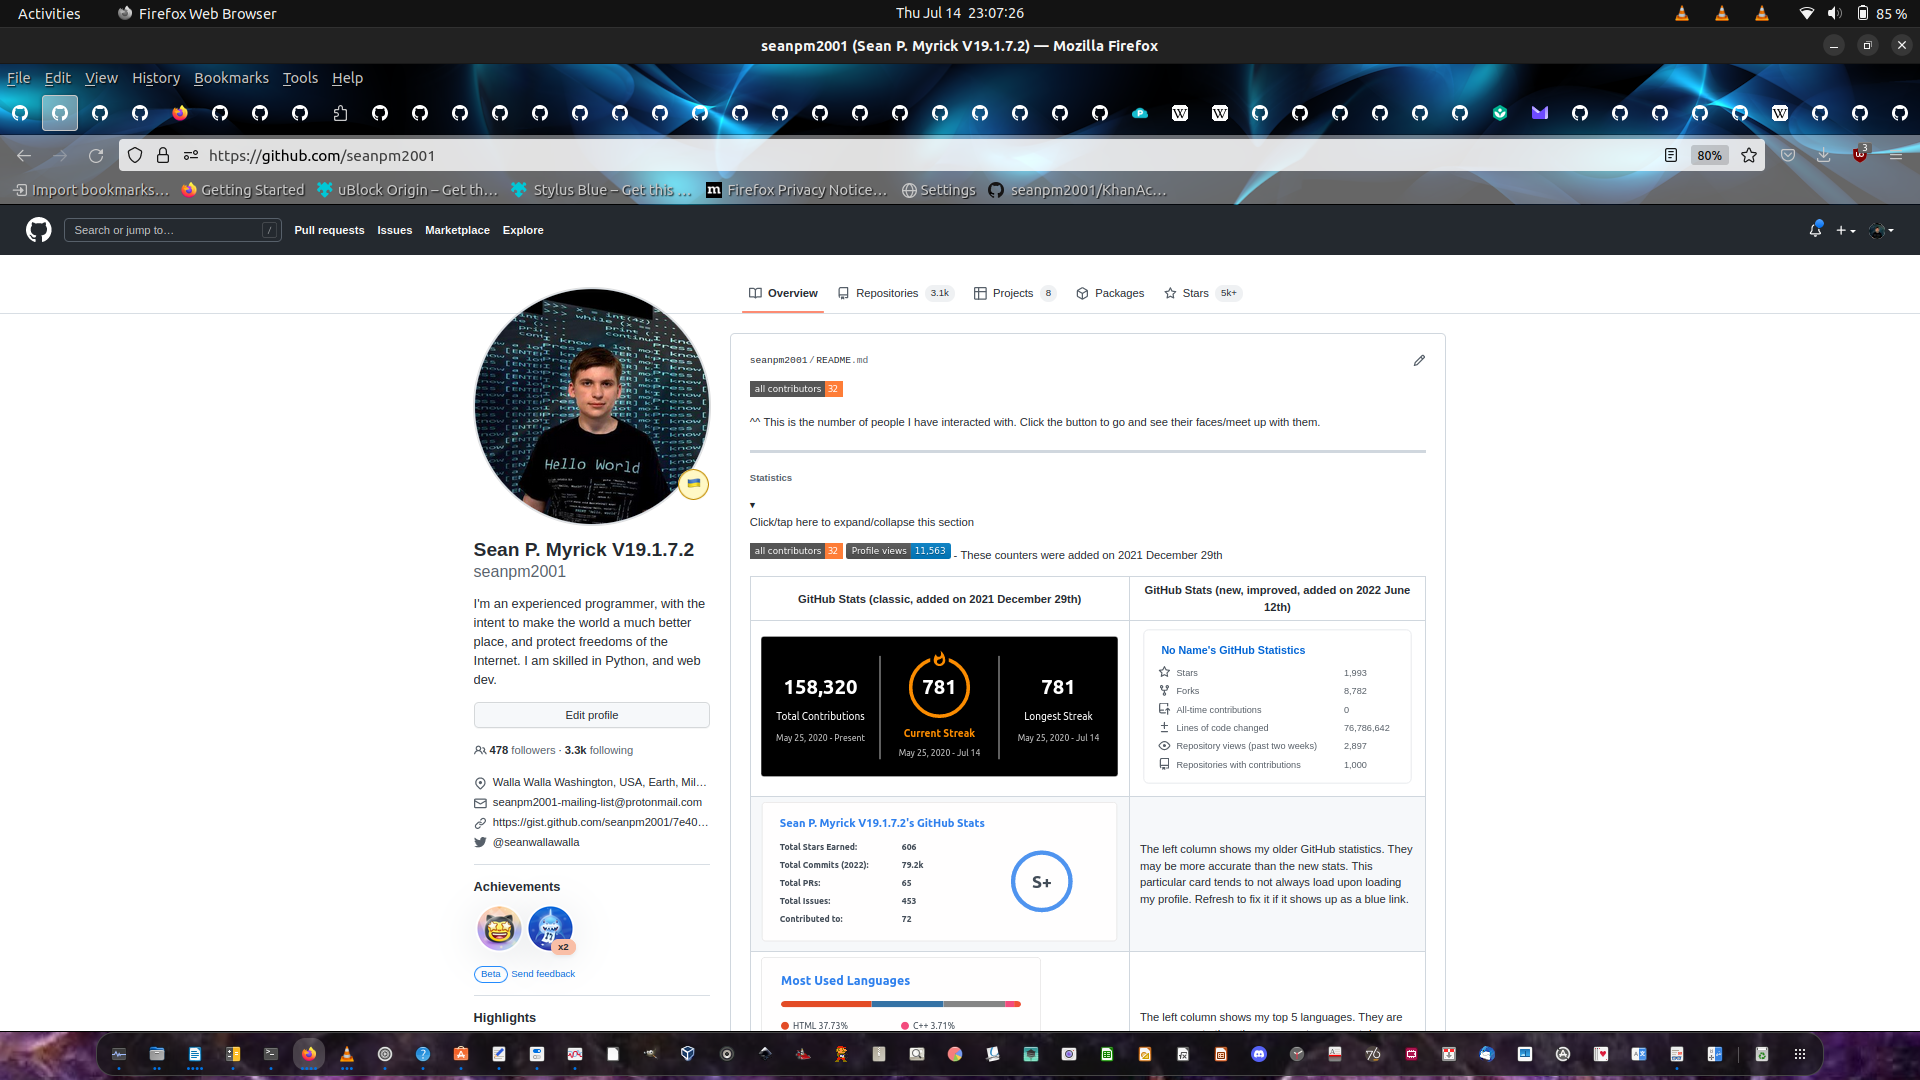 Activities
Firefox Web Browser
Thu Jul 14 23:07:26
85 %
seanpm2001 (Sean P. Myrick V19.1.7.2) — Mozilla Firefox
File Edit View History Bookmarks Tools Help
https://github.com/seanpm2001
80%
3
Import bookmarks…
Getting Started
uBlock Origin – Get th…
Stylus Blue – Get this …
Firefox Privacy Notice…
Settings
seanpm2001/KhanAc…
Search or jump to…
/
Pull requests Issues Marketplace Explore
Overview
Repositories 3.1k
Projects 8
Packages
Stars 5k+
Hello World
Sean P. Myrick V19.1.7.2
seanpm2001
I'm an experienced programmer, with the
intent to make the world a much better
place, and protect freedoms of the
Internet. I am skilled in Python, and web
dev.
Edit profile
478 followers · 3.3k following
Walla Walla Washington, USA, Earth, Mil…
seanpm2001-mailing-list@protonmail.com
https://gist.github.com/seanpm2001/7e40…
@seanwallawalla
Achievements
x2
Beta Send feedback
Highlights
seanpm2001/README.md
all contributors 32
^^ This is the number of people I have interacted with. Click the button to go and see their faces/meet up with them.
Statistics
▾
Click/tap here to expand/collapse this section
all contributors 32 Profile views 11,563 - These counters were added on 2021 December 29th
GitHub Stats (classic, added on 2021 December 29th)
GitHub Stats (new, improved, added on 2022 June
12th)
158,320
Total Contributions
May 25, 2020 - Present
781
Current Streak
May 25, 2020 - Jul 14
781
Longest Streak
May 25, 2020 - Jul 14
No Name's GitHub Statistics
Stars 1,993
Forks 8,782
All-time contributions 0
Lines of code changed 76,786,642
Repository views (past two weeks) 2,897
Repositories with contributions 1,000
Sean P. Myrick V19.1.7.2's GitHub Stats
Total Stars Earned: 606
Total Commits (2022): 79.2k
Total PRs: 65
Total Issues: 453
Contributed to: 72
S+
The left column shows my older GitHub statistics. They
may be more accurate than the new stats. This
particular card tends to not always load upon loading
my profile. Refresh to fix it if it shows up as a blue link.
Most Used Languages
HTML 37.73%
C++ 3.71%
The left column shows my top 5 languages. They are